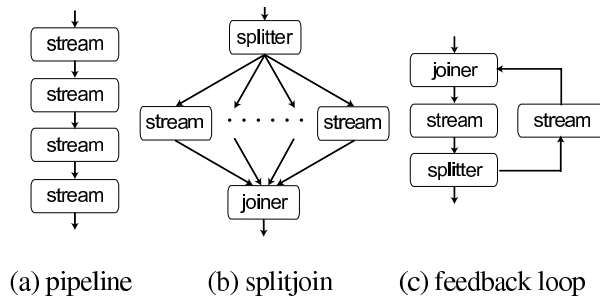 stream
stream
stream
stream
(a) pipeline
splitter
stream
. . . . . .
stream
joiner
(b) splitjoin
joiner
stream
stream
splitter
(c) feedback loop